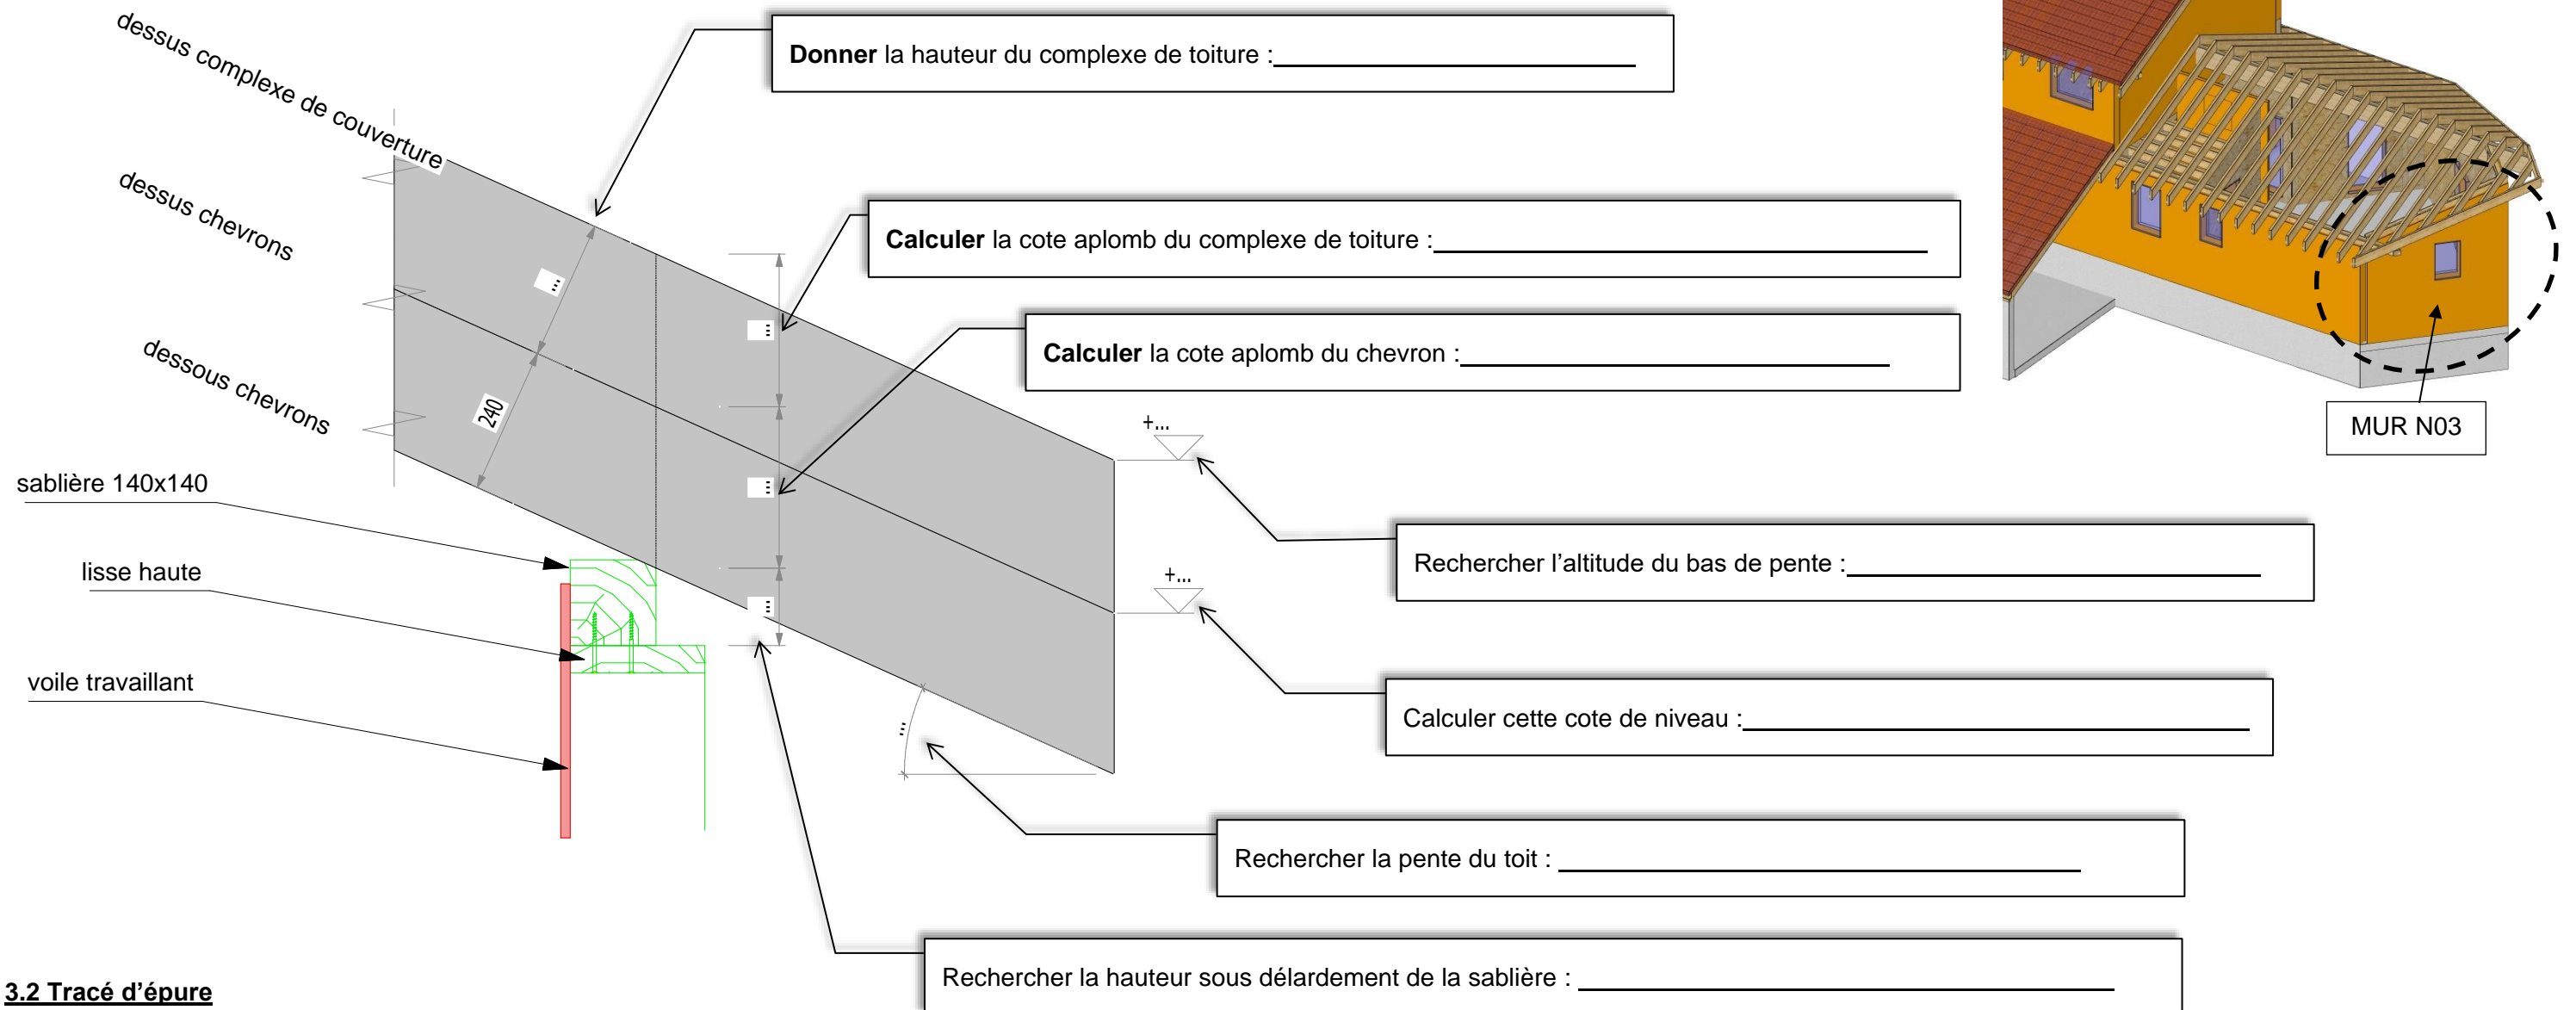 dessus complexe de couverture
Donner la hauteur du complexe de toiture :
dessus chevrons
...
Calculer la cote aplomb du complexe de toiture :
...
dessous chevrons
240
Calculer la cote aplomb du chevron :
...
MUR N03
+...
sablière 140x140
Rechercher l’altitude du bas de pente :
lisse haute
+...
...
voile travaillant
Calculer cette cote de niveau :
...
Rechercher la pente du toit :
Rechercher la hauteur sous délardement de la sablière :
3.2 Tracé d’épure